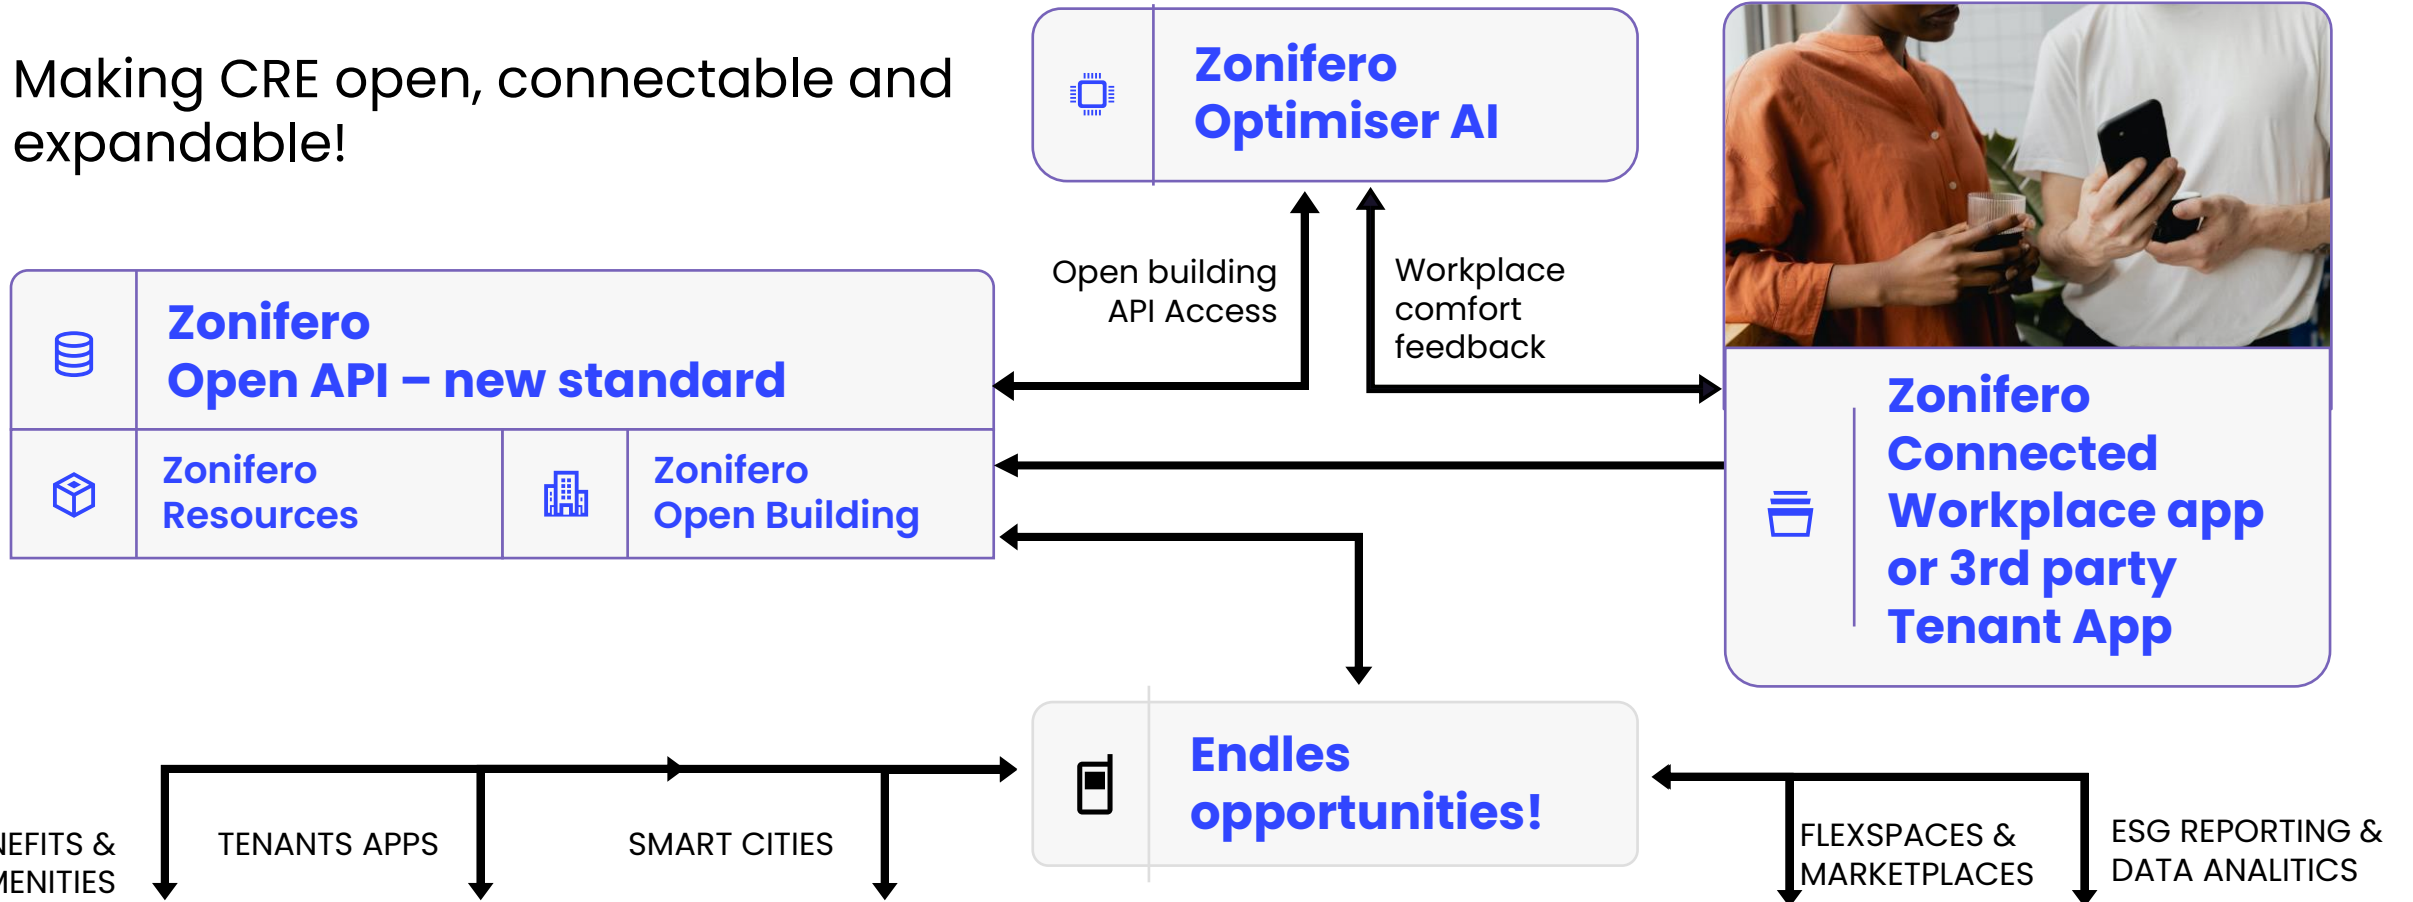 Making CRE open, connectable and
expandable!
Zonifero
Optimiser AI
Open building
API Access
Workplace
comfort
feedback
Zonifero
Open API – new standard
Zonifero
Resources
Zonifero
Open Building
Zonifero
Connected
Workplace app
or 3rd party
Tenant App
Endles
opportunities!
NEFITS &
MENITIES
TENANTS APPS
SMART CITIES
FLEXSPACES &
MARKETPLACES
ESG REPORTING &
DATA ANALITICS